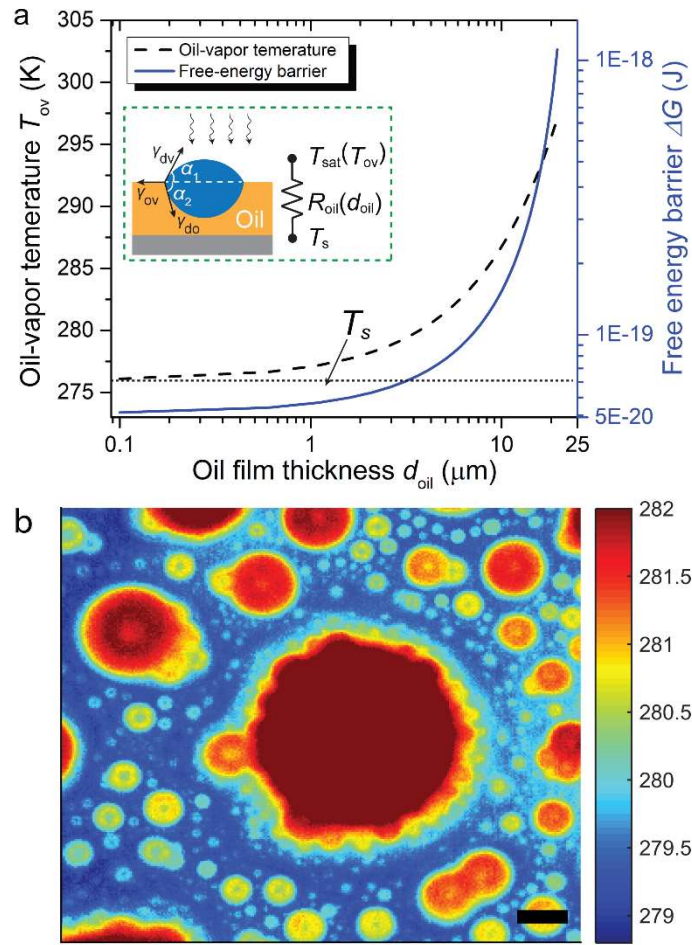 a
305
300
295
290
285
280
275
Oil-vapor temerature T_ov (K)
Oil-vapor temerature
Free-energy barrier
γ_dv
α_1
α_2
γ_ov
γ_do
Oil
T_sat(T_ov)
R_oil(d_oil)
T_s
T_s
1E-18
1E-19
5E-20
Free energy barrier ΔG (J)
0.1
1
10
25
Oil film thickness d_oil (μm)
b
282
281.5
281
280.5
280
279.5
279